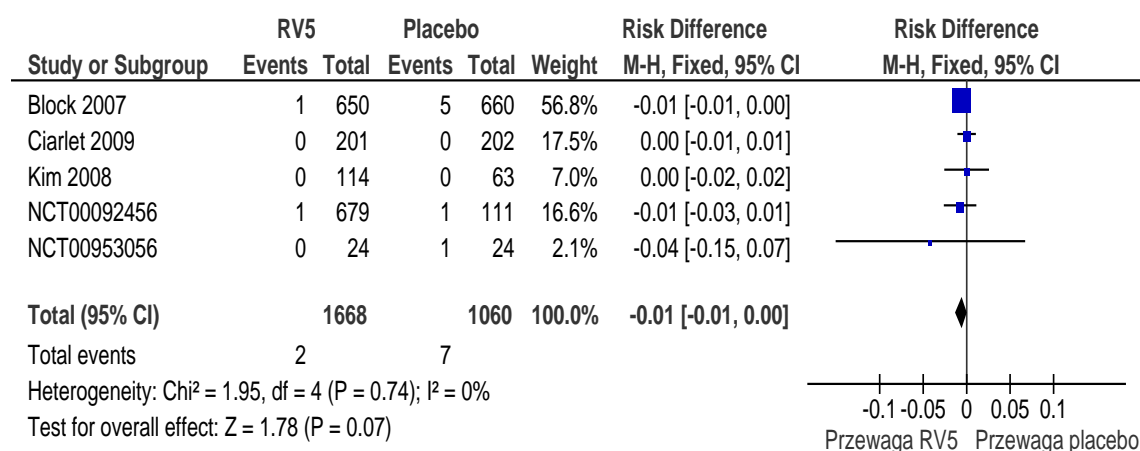 RV5 Placebo Risk Difference Risk Difference
Study or Subgroup Events Total Events Total Weight M-H, Fixed, 95% CI M-H, Fixed, 95% CI
Block 2007 1 650 5 660 56.8% -0.01 [-0.01, 0.00]
Ciarlet 2009 0 201 0 202 17.5% 0.00 [-0.01, 0.01]
Kim 2008 0 114 0 63 7.0% 0.00 [-0.02, 0.02]
NCT00092456 1 679 1 111 16.6% -0.01 [-0.03, 0.01]
NCT00953056 0 24 1 24 2.1% -0.04 [-0.15, 0.07]
Total (95% CI) 1668 1060 100.0% -0.01 [-0.01, 0.00]
Total events 2 7
Heterogeneity: Chi² = 1.95, df = 4 (P = 0.74); I² = 0%
Test for overall effect: Z = 1.78 (P = 0.07)
-0.1 -0.05 0 0.05 0.1
Przewaga RV5 Przewaga placebo